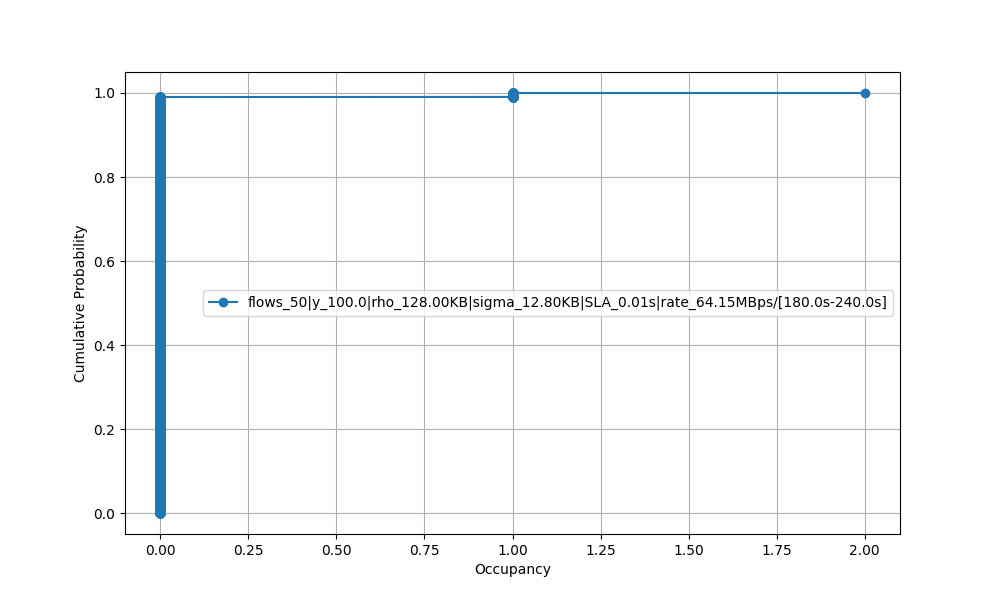 1.0
0.8
0.6
0.4
0.2
0.0
Cumulative Probability
flows_50|y_100.0|rho_128.00KB|sigma_12.80KB|SLA_0.01s|rate_64.15MBps/[180.0s-240.0s]
0.00 0.25 0.50 0.75 1.00 1.25 1.50 1.75 2.00
Occupancy